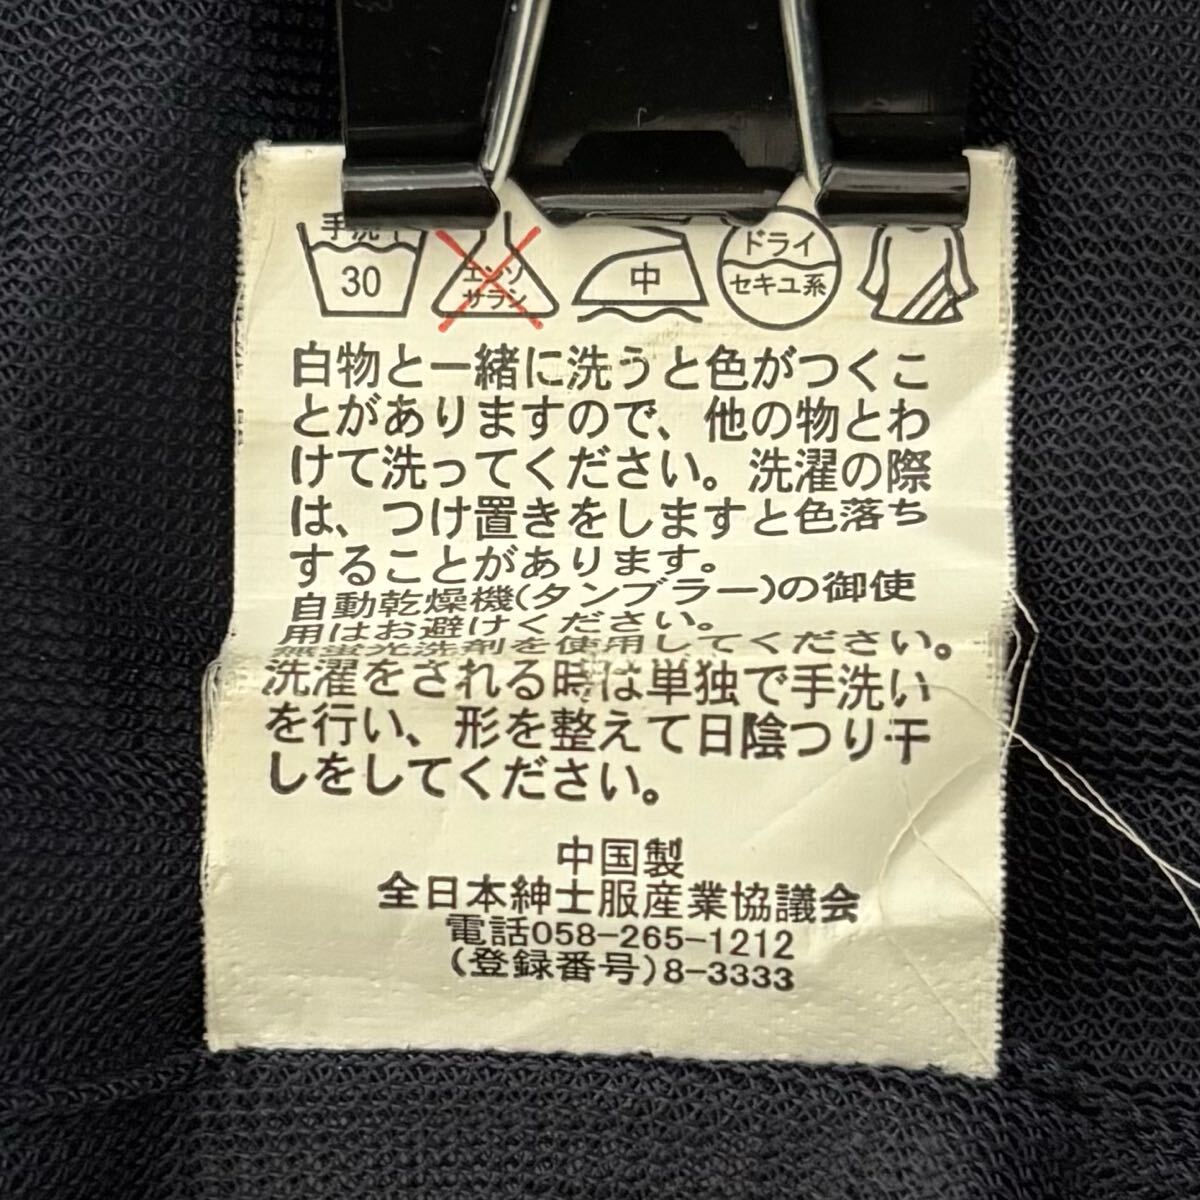 手洗イ
30
エンソ
サラシ
中
ドライ
セキユ系
白物と一緒に洗うと色がつくこ
とがありますので、他の物とわ
けて洗ってください。洗濯の際
は、つけ置きをしますと色落ち
することがあります。
自動乾燥機(タンブラー)の御使
用はお避けください。
無蛍光洗剤を使用してください。
洗濯をされる時は単独で手洗い
を行い、形を整えて日陰つり干
しをしてください。
中国製
全日本紳士服産業協議会
電話058-265-1212
(登録番号)8-3333